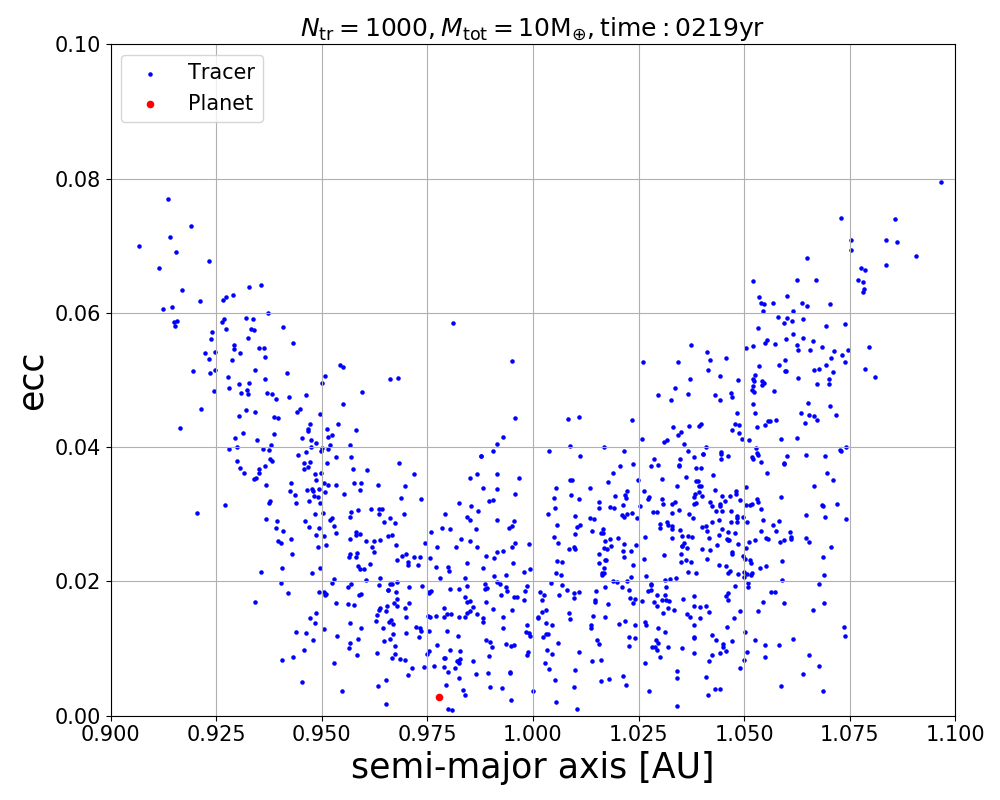 N_tr = 1000, M_tot = 10M_⊕, time : 0219yr
Tracer
Planet
0.10
0.08
0.06
0.04
0.02
0.00
ecc
0.900 0.925 0.950 0.975 1.000 1.025 1.050 1.075 1.100
semi-major axis [AU]